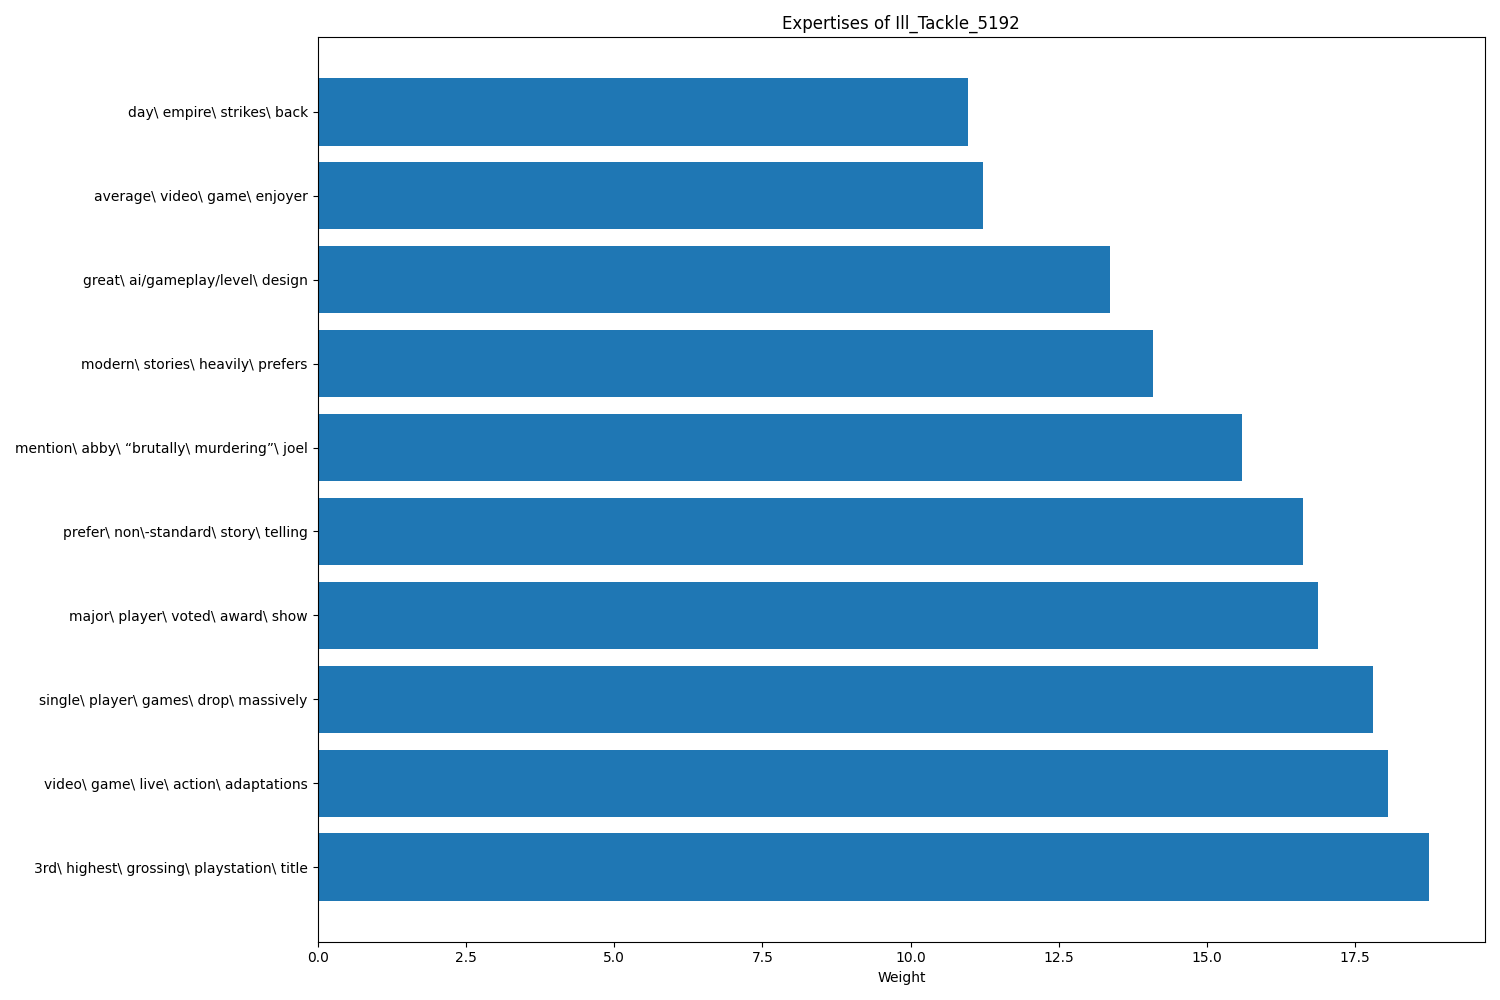 Expertises of Ill_Tackle_5192
day\ empire\ strikes\ back
average\ video\ game\ enjoyer
great\ ai/gameplay/level\ design
modern\ stories\ heavily\ prefers
mention\ abby\ “brutally\ murdering”\ joel
prefer\ non\-standard\ story\ telling
major\ player\ voted\ award\ show
single\ player\ games\ drop\ massively
video\ game\ live\ action\ adaptations
3rd\ highest\ grossing\ playstation\ title
0.0 2.5 5.0 7.5 10.0 12.5 15.0 17.5
Weight